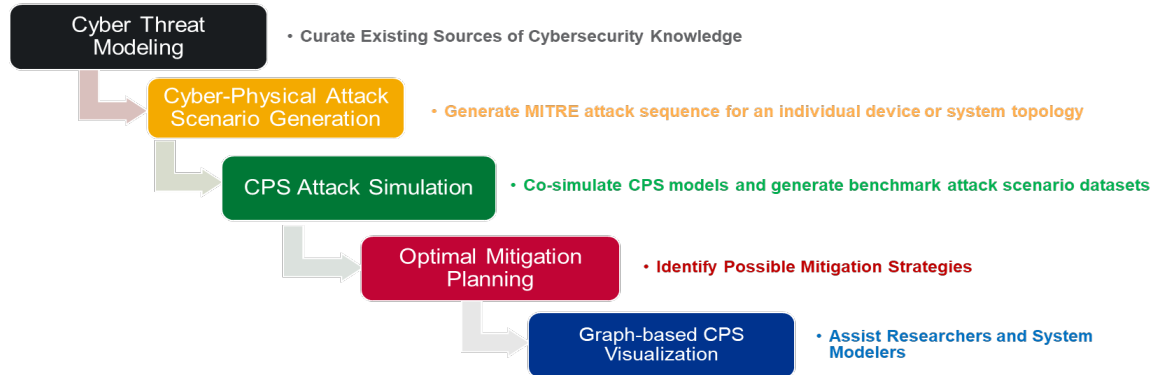 Cyber Threat
Modeling
• Curate Existing Sources of Cybersecurity Knowledge
Cyber-Physical Attack
Scenario Generation
• Generate MITRE attack sequence for an individual device or system topology
CPS Attack Simulation
• Co-simulate CPS models and generate benchmark attack scenario datasets
Optimal Mitigation
Planning
• Identify Possible Mitigation Strategies
Graph-based CPS
Visualization
• Assist Researchers and System
Modelers